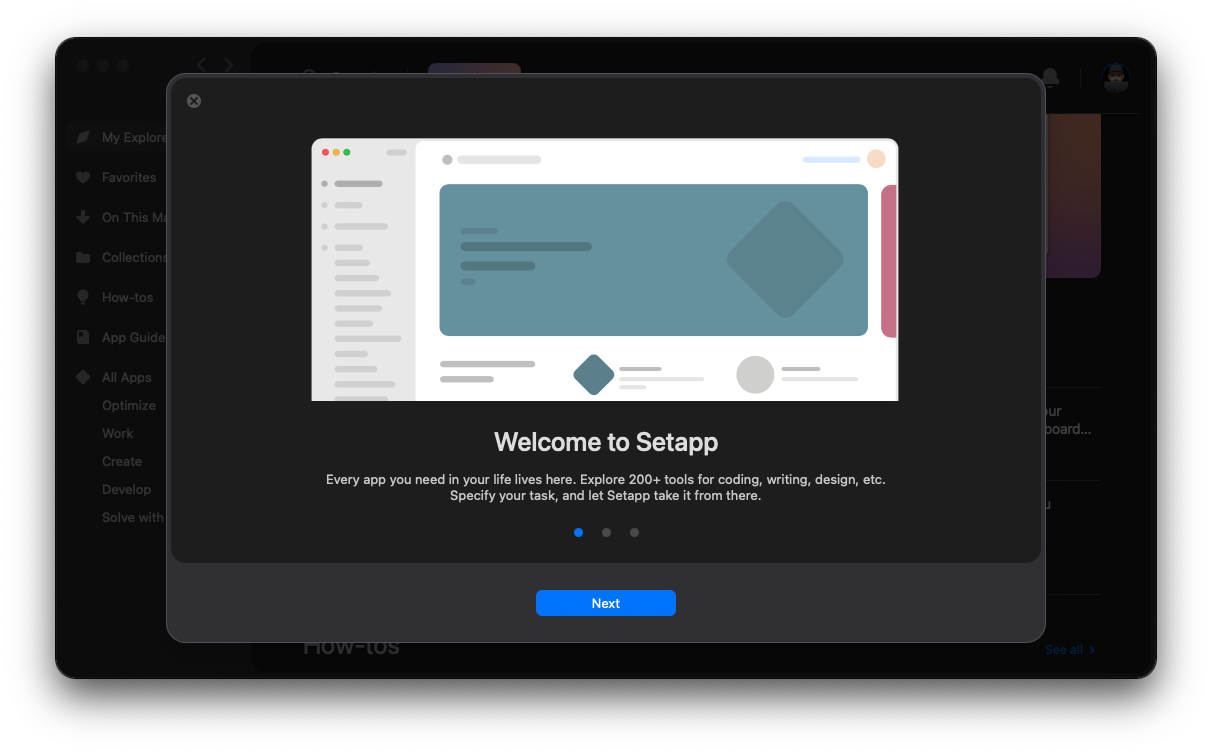 My Explore
Favorites
On This Ma
Collections
How-tos
App Guide
All Apps
Optimize
Work
Create
Develop
Solve with
Welcome to Setapp
Every app you need in your life lives here. Explore 200+ tools for coding, writing, design, etc.
Specify your task, and let Setapp take it from there.
Next
our
board...
u
How-tos
See all